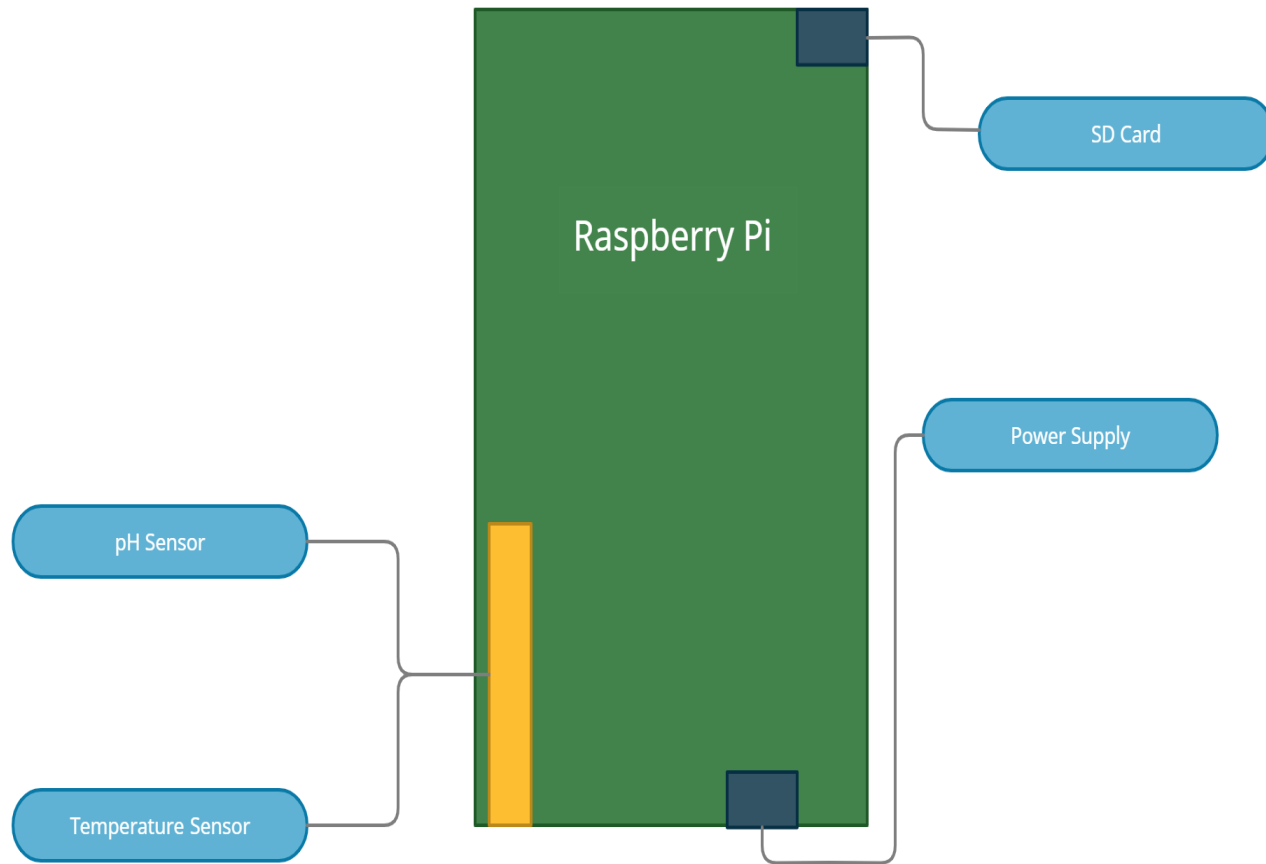 SD Card
Raspberry Pi
Power Supply
pH Sensor
Temperature Sensor